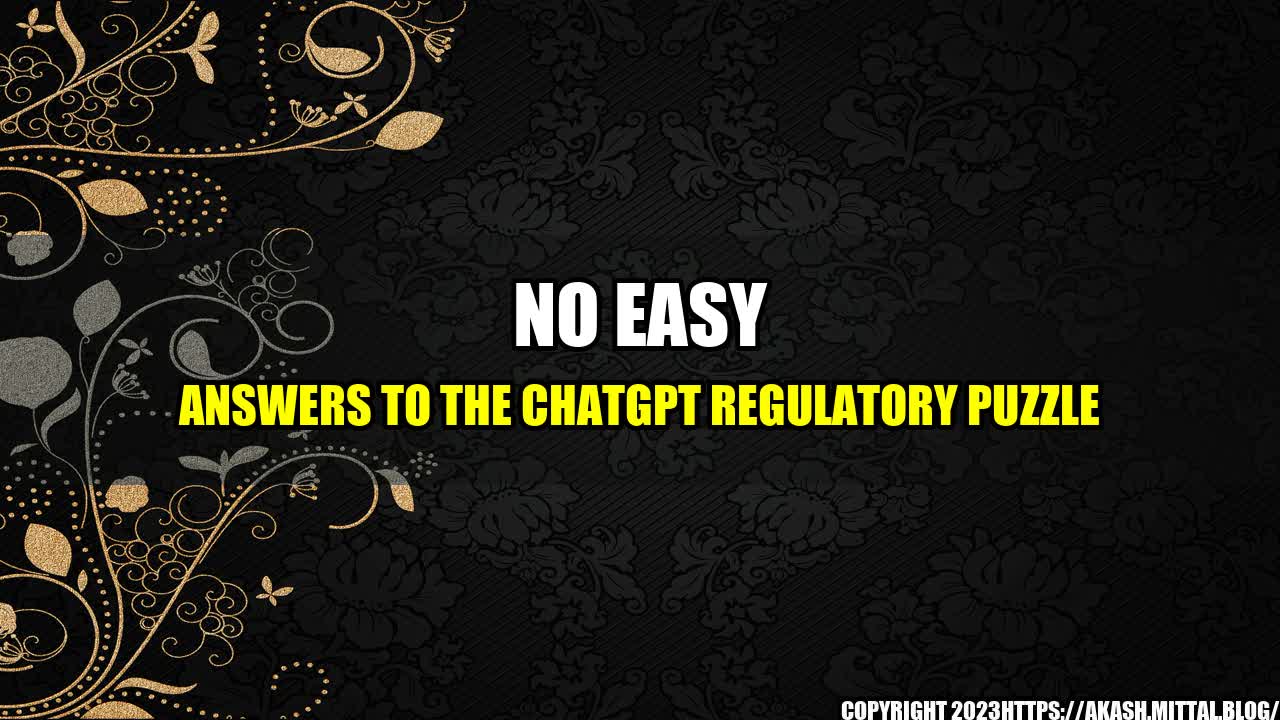 NO EASY
ANSWERS TO THE CHATGPT REGULATORY PUZZLE
COPYRIGHT 2023HTTPS://AKASH.MITTAL.BLOG/